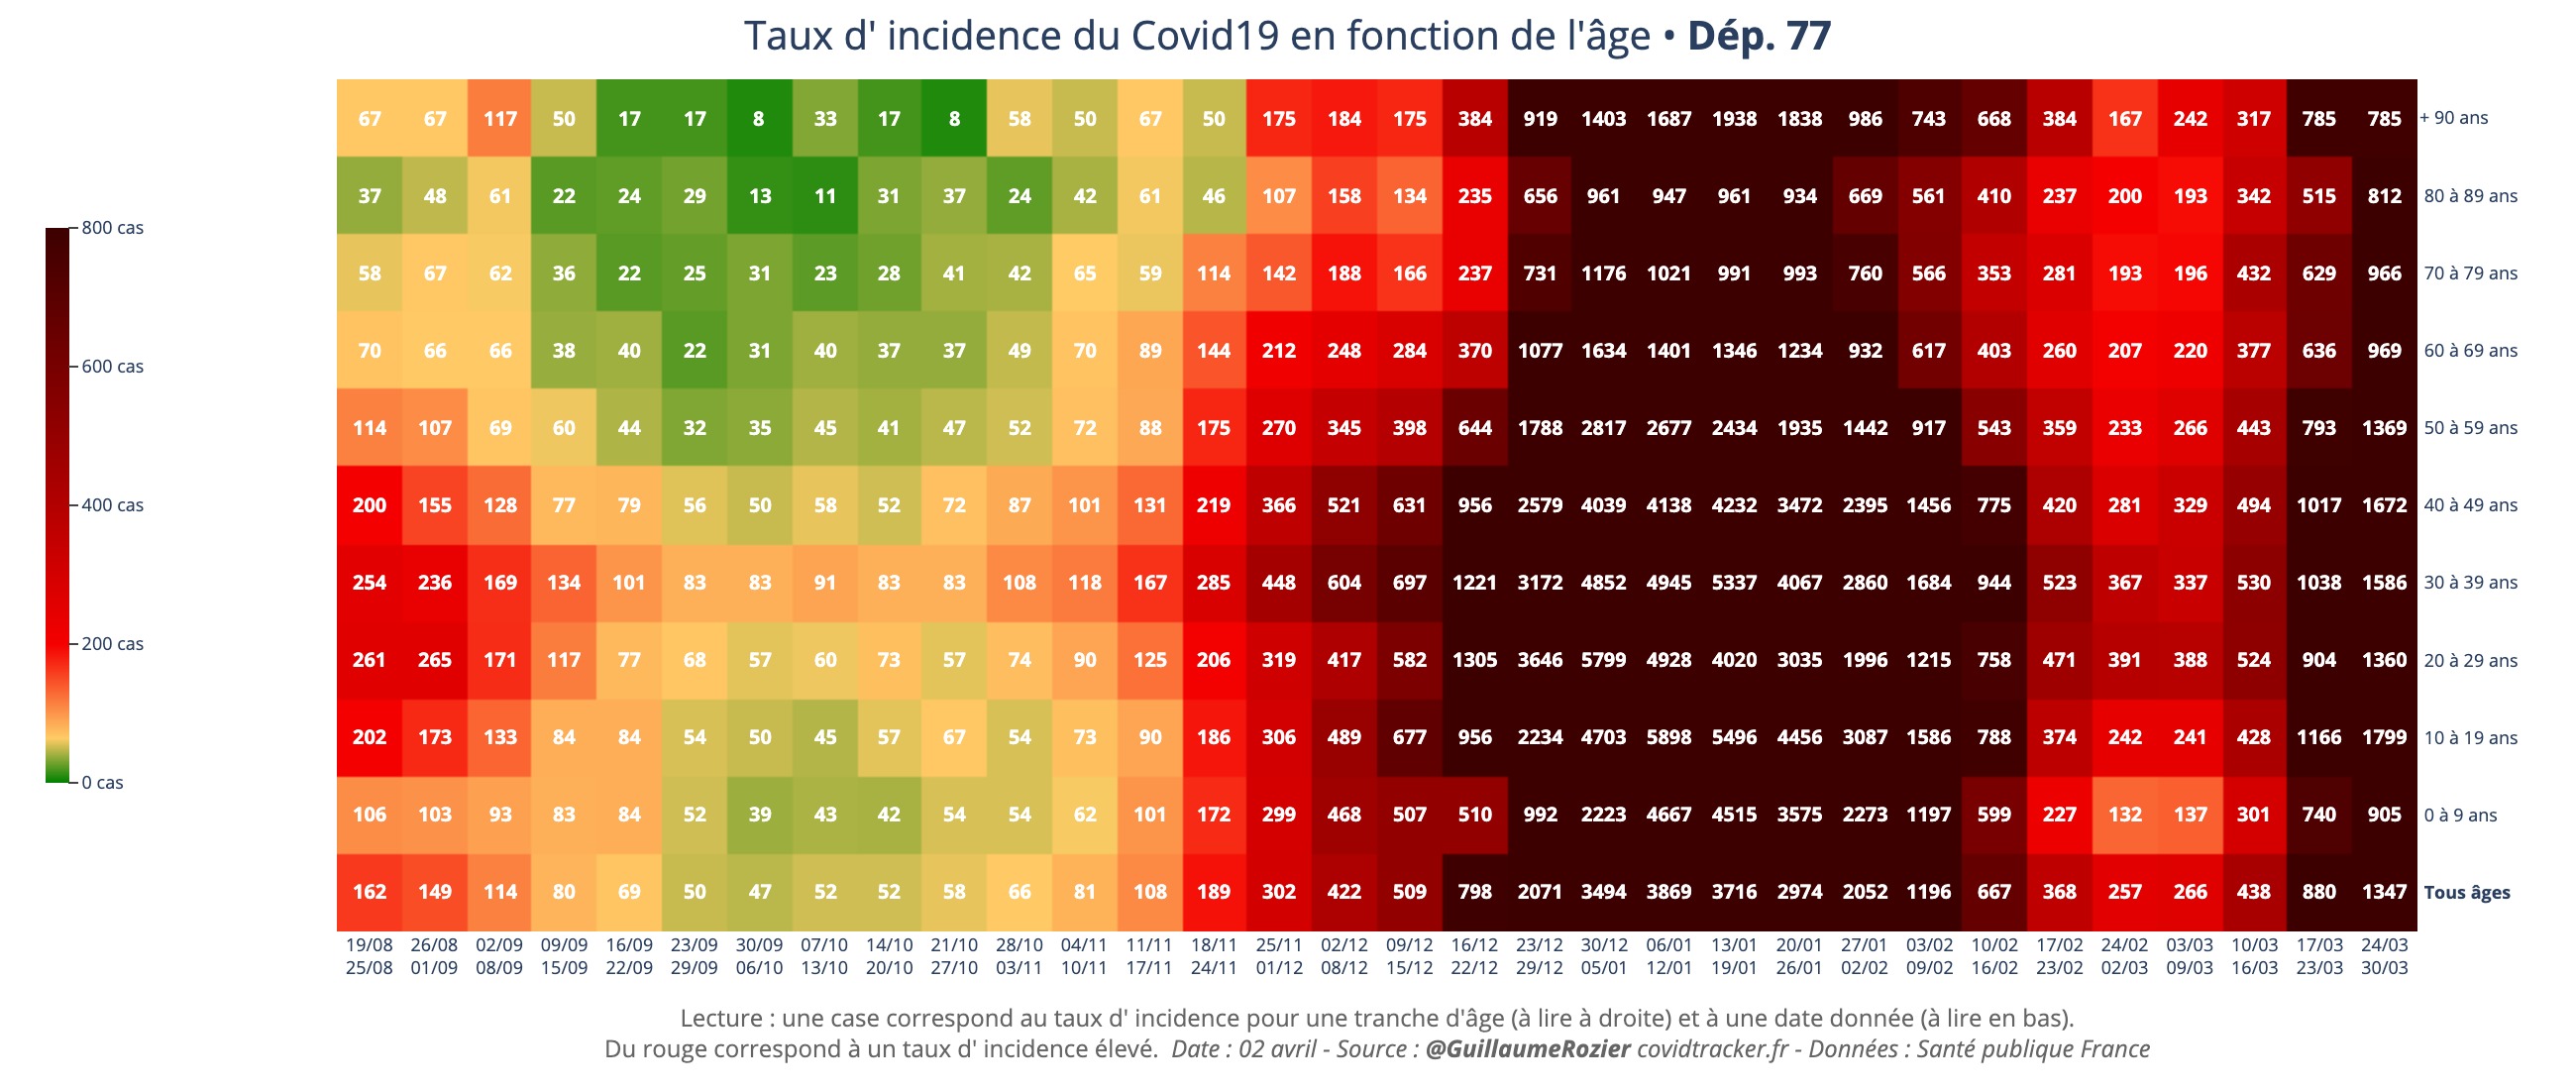 Taux d' incidence du Covid19 en fonction de l'âge • Dép. 77
67 67 117 50 17 17 8 33 17 8 58 50 67 50 175 184 175 384 919 1403 1687 1938 1838 986 743 668 384 167 242 317 785 785 + 90 ans
37 48 61 22 24 29 13 11 31 37 24 42 61 46 107 158 134 235 656 961 947 961 934 669 561 410 237 200 193 342 515 812 80 à 89 ans
58 67 62 36 22 25 31 23 28 41 42 65 59 114 142 188 166 237 731 1176 1021 991 993 760 566 353 281 193 196 432 629 966 70 à 79 ans
70 66 66 38 40 22 31 40 37 37 49 70 89 144 212 248 284 370 1077 1634 1401 1346 1234 932 617 403 260 207 220 377 636 969 60 à 69 ans
114 107 69 60 44 32 35 45 41 47 52 72 88 175 270 345 398 644 1788 2817 2677 2434 1935 1442 917 543 359 233 266 443 793 1369 50 à 59 ans
200 155 128 77 79 56 50 58 52 72 87 101 131 219 366 521 631 956 2579 4039 4138 4232 3472 2395 1456 775 420 281 329 494 1017 1672 40 à 49 ans
254 236 169 134 101 83 83 91 83 83 108 118 167 285 448 604 697 1221 3172 4852 4945 5337 4067 2860 1684 944 523 367 337 530 1038 1586 30 à 39 ans
261 265 171 117 77 68 57 60 73 57 74 90 125 206 319 417 582 1305 3646 5799 4928 4020 3035 1996 1215 758 471 391 388 524 904 1360 20 à 29 ans
202 173 133 84 84 54 50 45 57 67 54 73 90 186 306 489 677 956 2234 4703 5898 5496 4456 3087 1586 788 374 242 241 428 1166 1799 10 à 19 ans
106 103 93 83 84 52 39 43 42 54 54 62 101 172 299 468 507 510 992 2223 4667 4515 3575 2273 1197 599 227 132 137 301 740 905 0 à 9 ans
162 149 114 80 69 50 47 52 52 58 66 81 108 189 302 422 509 798 2071 3494 3869 3716 2974 2052 1196 667 368 257 266 438 880 1347 Tous âges
800 cas
600 cas
400 cas
200 cas
0 cas
19/08 26/08 02/09 09/09 16/09 23/09 30/09 07/10 14/10 21/10 28/10 04/11 11/11 18/11 25/11 02/12 09/12 16/12 23/12 30/12 06/01 13/01 20/01 27/01 03/02 10/02 17/02 24/02 03/03 10/03 17/03 24/03
25/08 01/09 08/09 15/09 22/09 29/09 06/10 13/10 20/10 27/10 03/11 10/11 17/11 24/11 01/12 08/12 15/12 22/12 29/12 05/01 12/01 19/01 26/01 02/02 09/02 16/02 23/02 02/03 09/03 16/03 23/03 30/03
Lecture : une case correspond au taux d' incidence pour une tranche d'âge (à lire à droite) et à une date donnée (à lire en bas).
Du rouge correspond à un taux d' incidence élevé. Date : 02 avril - Source : @GuillaumeRozier covidtracker.fr - Données : Santé publique France